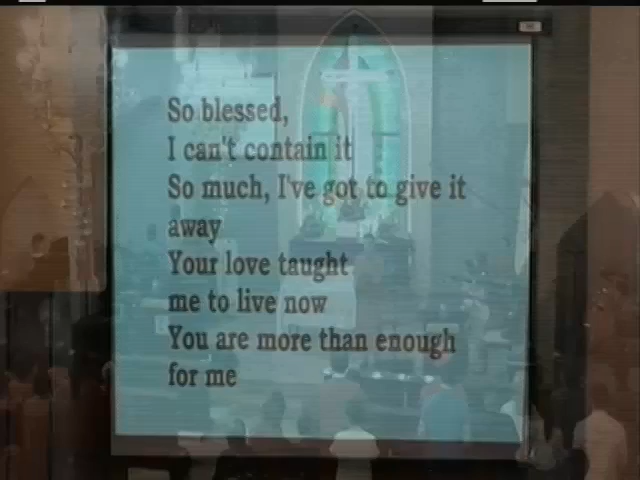 So blessed,
I can't contain it
So much, I've got to give it
away
Your love taught
me to live now
You are more than enough
for me